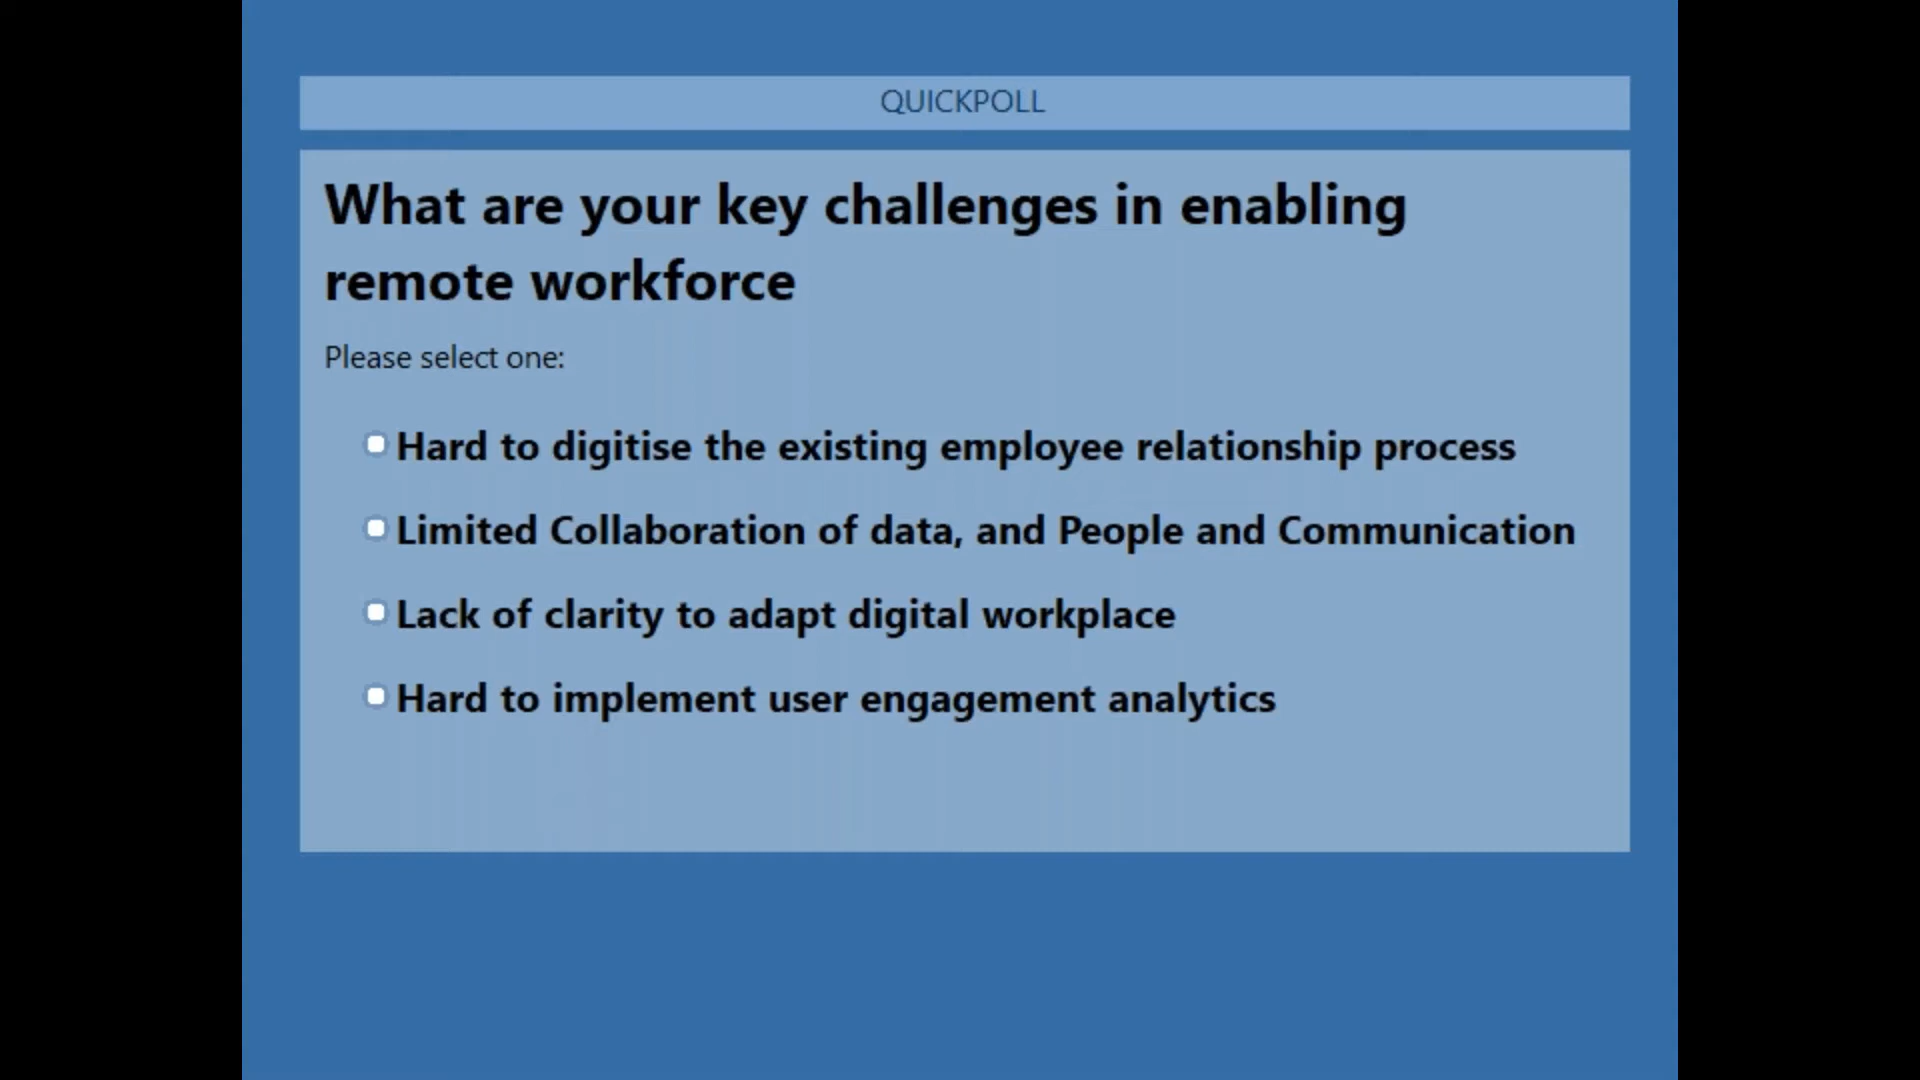 QUICKPOLL
What are your key challenges in enabling
remote workforce
Please select one:
Hard to digitise the existing employee relationship process
Limited Collaboration of data, and People and Communication
Lack of clarity to adapt digital workplace
Hard to implement user engagement analytics